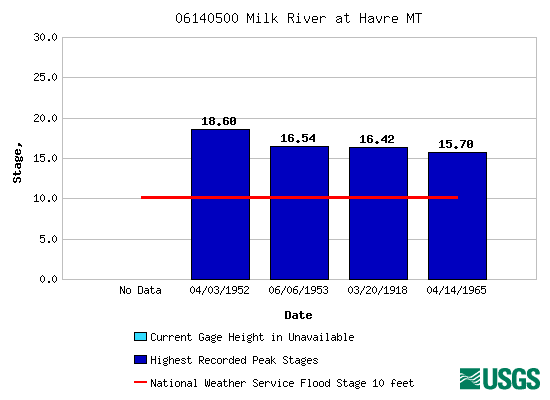 06140500 Milk River at Havre MT
30.0
20.0
15.0
10.0
5.0
0.0
Stage,
18.60
16.54
16.42
15.70
No Data
04/03/1952
06/06/1953
03/20/1918
04/14/1965
Date
Current Gage Height in Unavailable
Highest Recorded Peak Stages
National Weather Service Flood Stage 10 feet
USGS